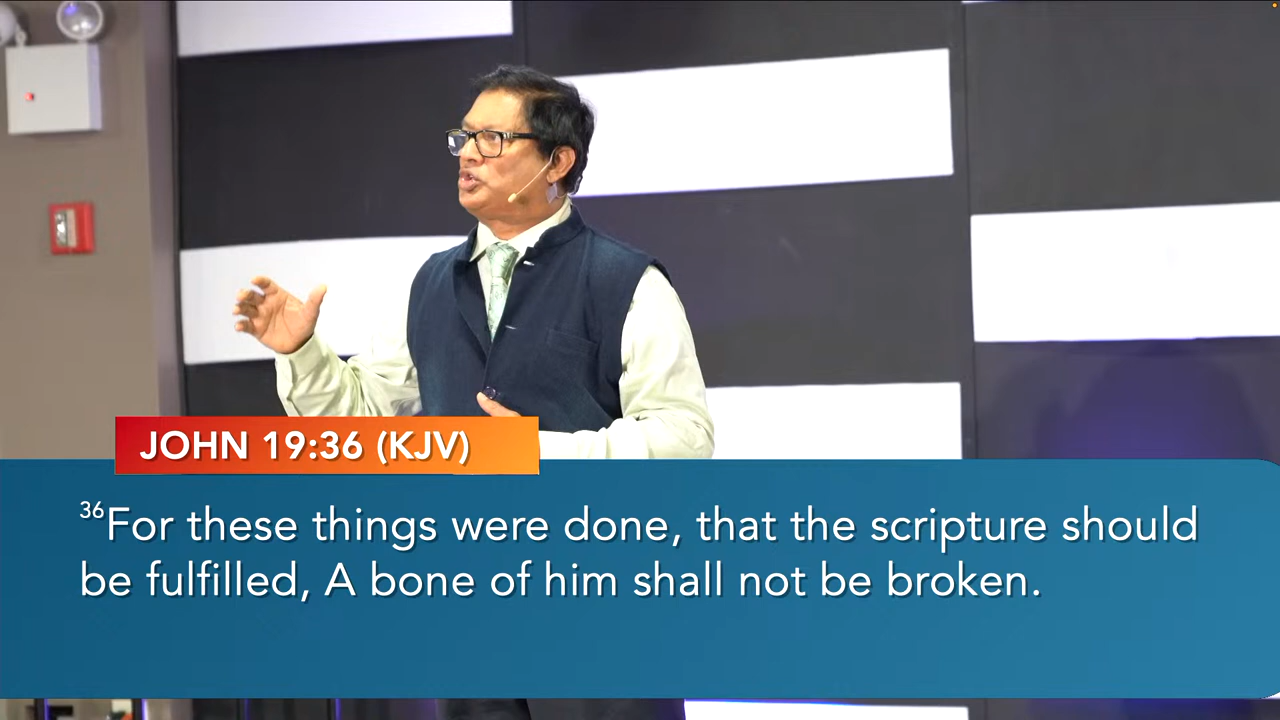 JOHN 19:36 (KJV)
36For these things were done, that the scripture should
be fulfilled, A bone of him shall not be broken.